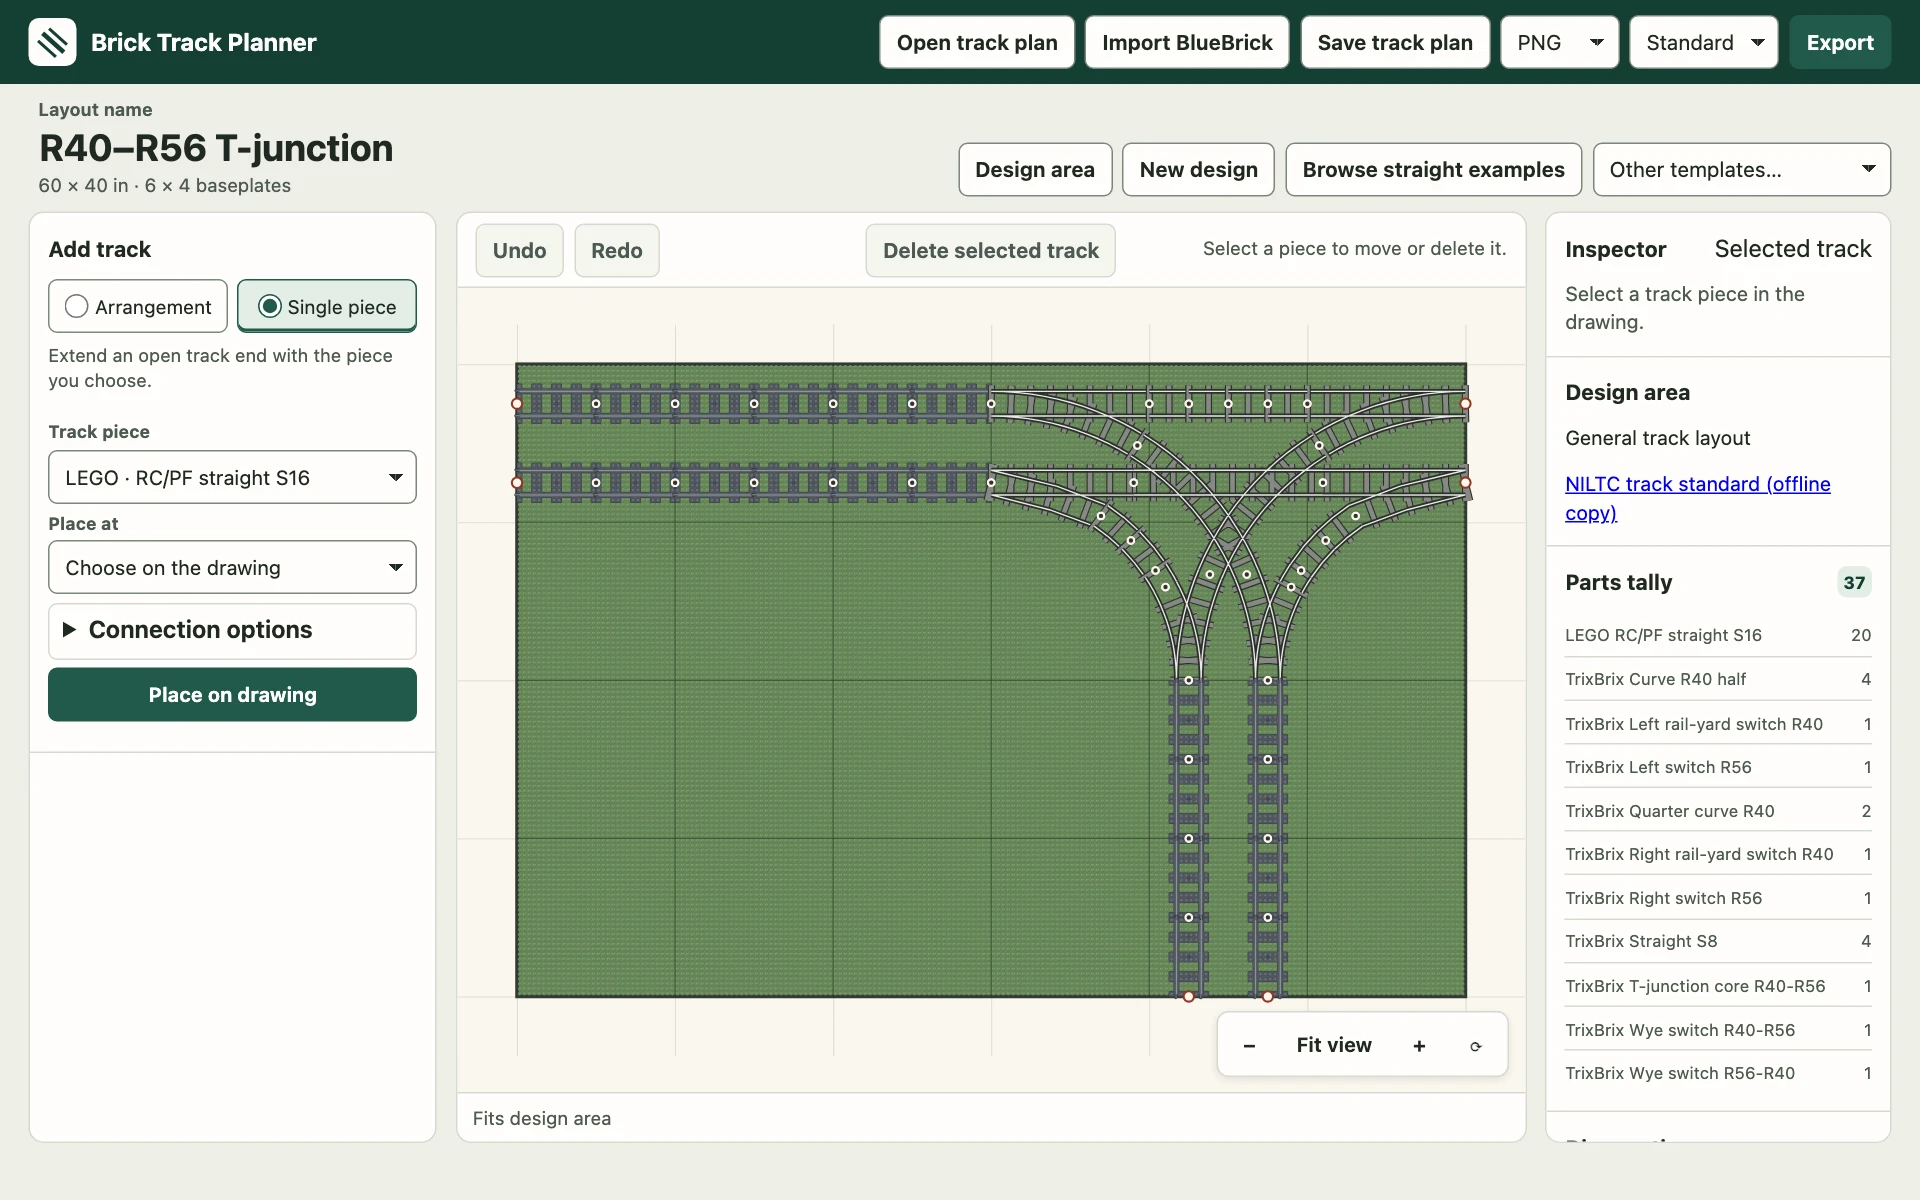 Brick Track Planner
Open track plan
Import BlueBrick
Save track plan
PNG
Standard
Export
Layout name
R40–R56 T-junction
60 × 40 in · 6 × 4 baseplates
Design area
New design
Browse straight examples
Other templates...
Add track
Arrangement
Single piece
Extend an open track end with the piece
you choose.
Track piece
LEGO · RC/PF straight S16
Place at
Choose on the drawing
Connection options
Place on drawing
Undo
Redo
Delete selected track
Select a piece to move or delete it.
Fit view
Fits design area
Inspector
Selected track
Select a track piece in the
drawing.
Design area
General track layout
NILTC track standard (offline
copy)
Parts tally 37
LEGO RC/PF straight S16 20
TrixBrix Curve R40 half 4
TrixBrix Left rail-yard switch R40 1
TrixBrix Left switch R56 1
TrixBrix Quarter curve R40 2
TrixBrix Right rail-yard switch R40 1
TrixBrix Right switch R56 1
TrixBrix Straight S8 4
TrixBrix T-junction core R40-R56 1
TrixBrix Wye switch R40-R56 1
TrixBrix Wye switch R56-R40 1